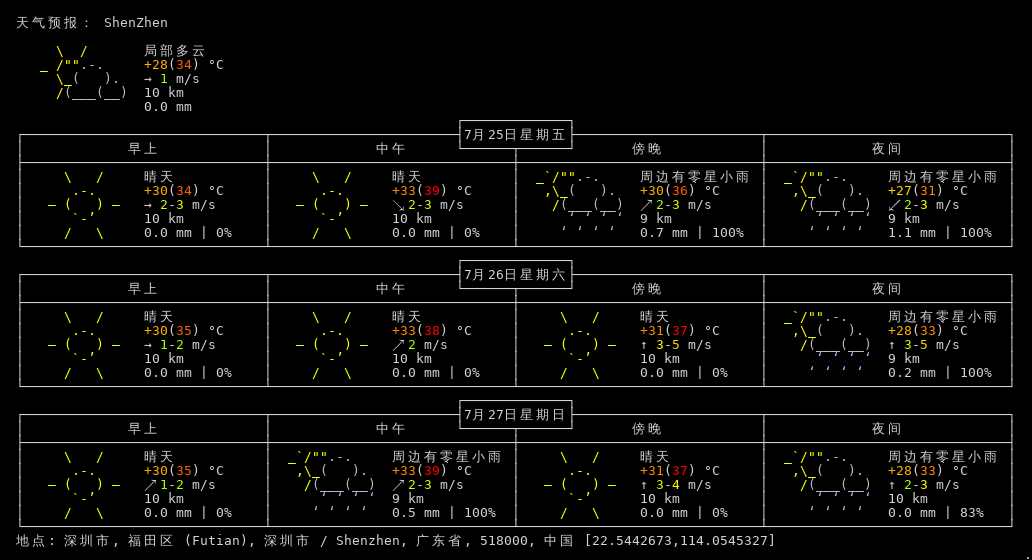 天气预报： ShenZhen
局部多云
+28(34) °C
→ 1 m/s
10 km
0.0 mm
7月25日星期五
早上 中午 傍晚 夜间
晴天 晴天 周边有零星小雨 周边有零星小雨
+30(34) °C +33(39) °C +30(36) °C +27(31) °C
→ 2-3 m/s ↘ 2-3 m/s ↗ 2-3 m/s ↙ 2-3 m/s
10 km 10 km 9 km 9 km
0.0 mm | 0% 0.0 mm | 0% 0.7 mm | 100% 1.1 mm | 100%
7月26日星期六
早上 中午 傍晚 夜间
晴天 晴天 晴天 周边有零星小雨
+30(35) °C +33(38) °C +31(37) °C +28(33) °C
→ 1-2 m/s ↗ 2 m/s ↑ 3-5 m/s ↑ 3-5 m/s
10 km 10 km 10 km 9 km
0.0 mm | 0% 0.0 mm | 0% 0.0 mm | 0% 0.2 mm | 100%
7月27日星期日
早上 中午 傍晚 夜间
晴天 周边有零星小雨 晴天 周边有零星小雨
+30(35) °C +33(39) °C +31(37) °C +28(33) °C
↗ 1-2 m/s ↗ 2-3 m/s ↑ 3-4 m/s ↑ 2-3 m/s
10 km 9 km 10 km 10 km
0.0 mm | 0% 0.5 mm | 100% 0.0 mm | 0% 0.0 mm | 83%
地点: 深圳市, 福田区 (Futian), 深圳市 / Shenzhen, 广东省, 518000, 中国 [22.5442673,114.0545327]